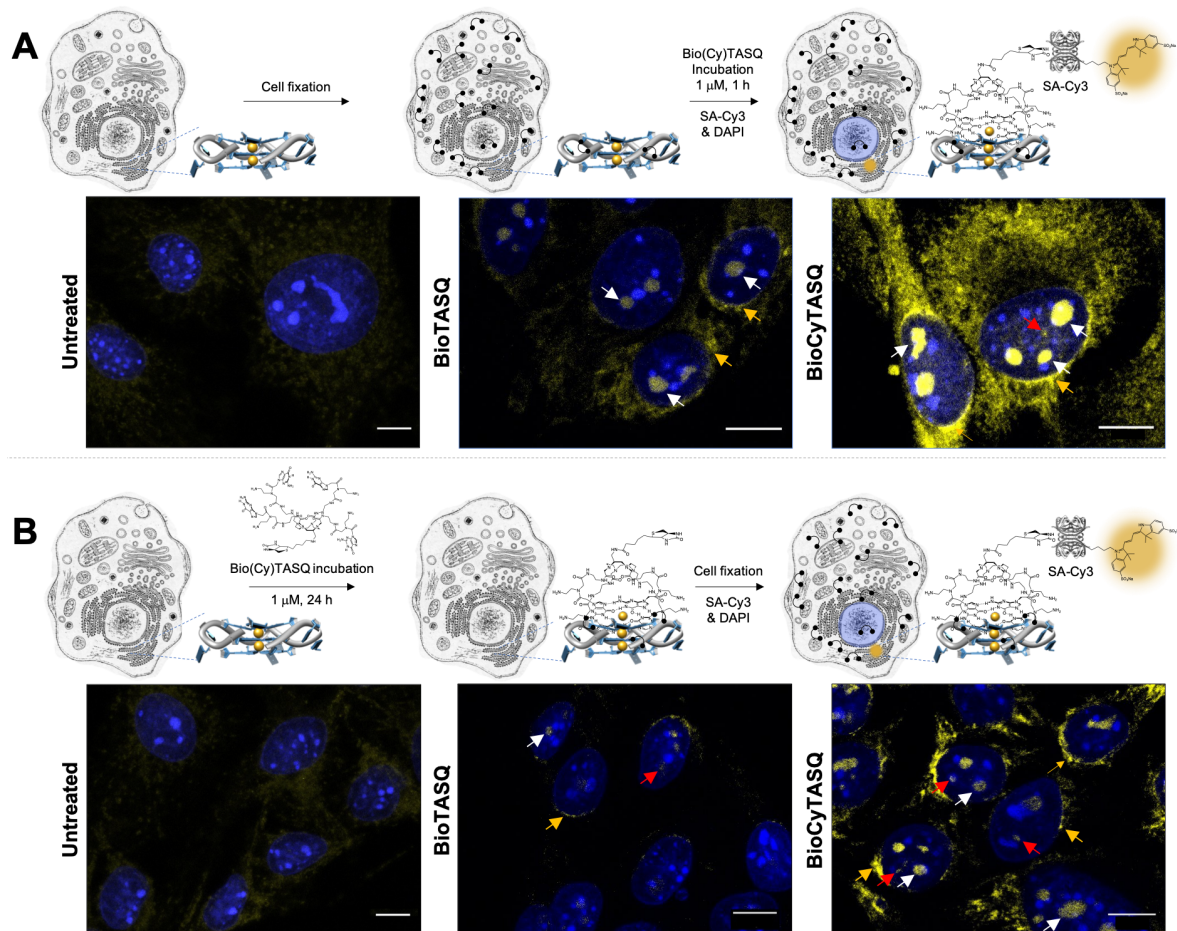 A
Cell fixation
Bio(Cy)TASQ
Incubation
1 μM, 1 h
SA-Cy3
& DAPI
SA-Cy3
Untreated
BioTASQ
BioCyTASQ
B
Bio(Cy)TASQ incubation
1 μM, 24 h
Cell fixation
SA-Cy3
& DAPI
SA-Cy3
Untreated
BioTASQ
BioCyTASQ